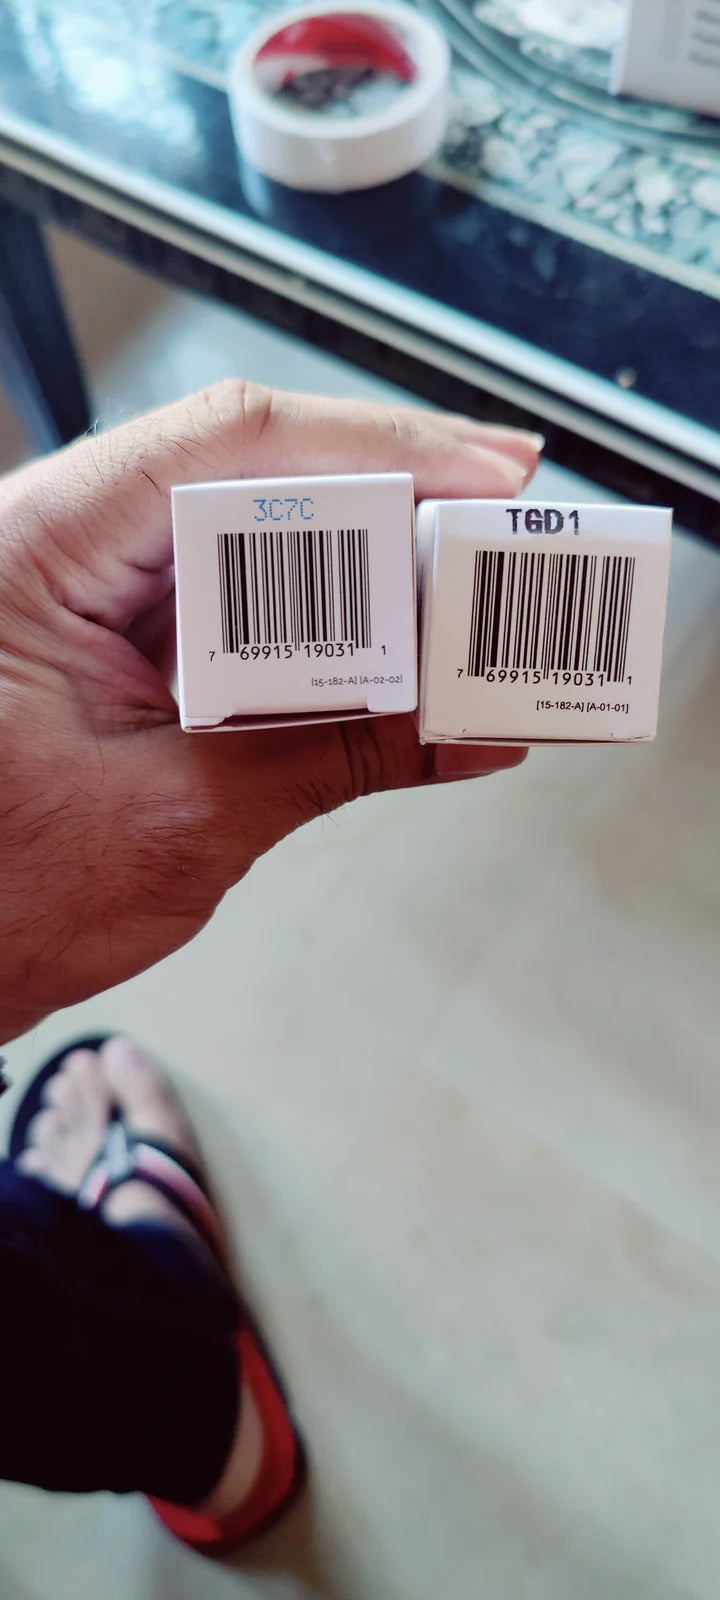 3C7C
7 69915 19031 1
[15-182-A] [A-02-02]
TGD1
7 69915 19031 1
[15-182-A] [A-01-01]